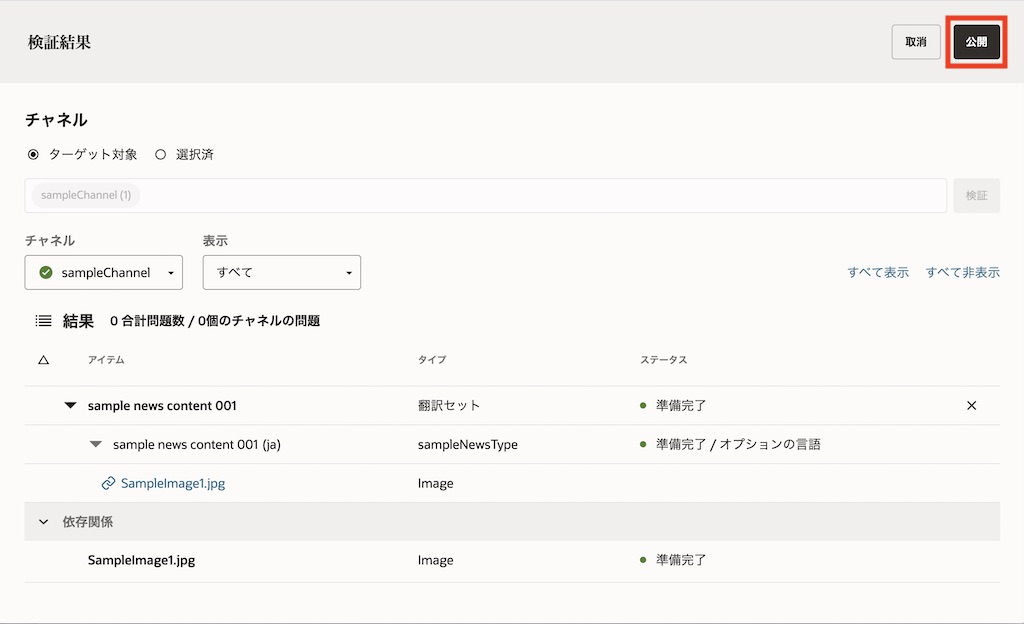 検証結果
取消 公開
チャネル
ターゲット対象 選択済
sampleChannel (1) 検証
チャネル 表示
sampleChannel すべて すべて表示 すべて非表示
結果 0 合計問題数 / 0個のチャネルの問題
アイテム タイプ ステータス
sample news content 001 翻訳セット 準備完了
sample news content 001 (ja) sampleNewsType 準備完了 / オプションの言語
SampleImage1.jpg Image
依存関係
SampleImage1.jpg Image 準備完了